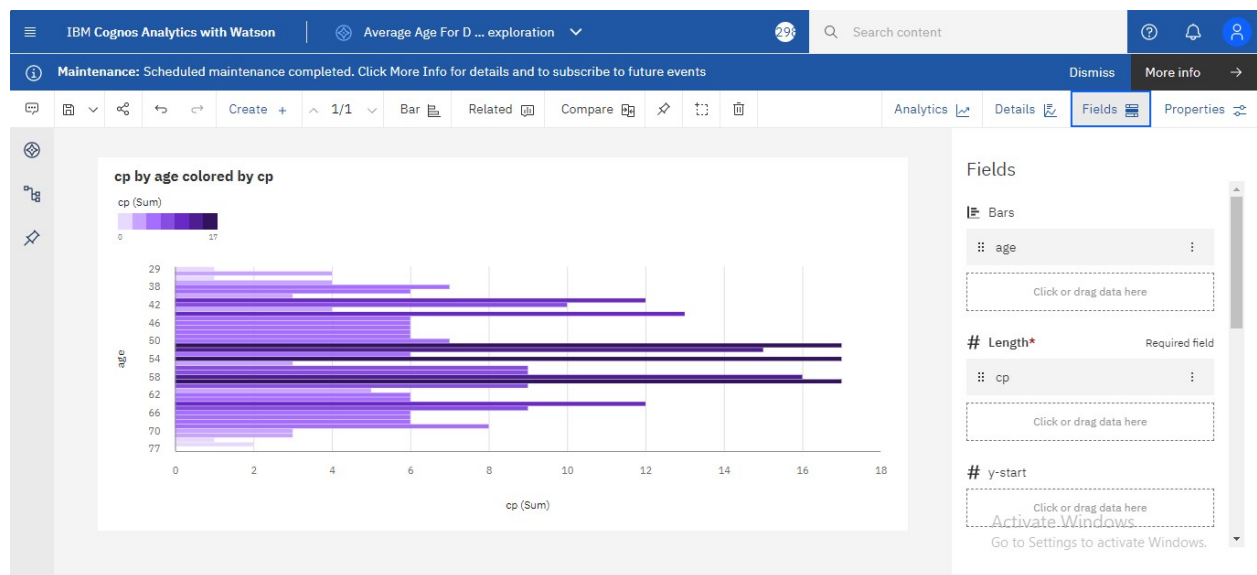 IBM Cognos Analytics with Watson
Average Age For D ... exploration
298
Search content
Maintenance: Scheduled maintenance completed. Click More Info for details and to subscribe to future events
Dismiss
More info
Create +
1/1
Bar
Related
Compare
Analytics
Details
Fields
Properties
cp by age colored by cp
cp (Sum)
0 17
29
38
42
46
50
54
58
62
66
70
77
age
0 2 4 6 8 10 12 14 16 18
cp (Sum)
Fields
Bars
age
Click or drag data here
# Length* Required field
cp
Click or drag data here
# y-start
Click or drag data here
Activate Windows
Go to Settings to activate Windows.